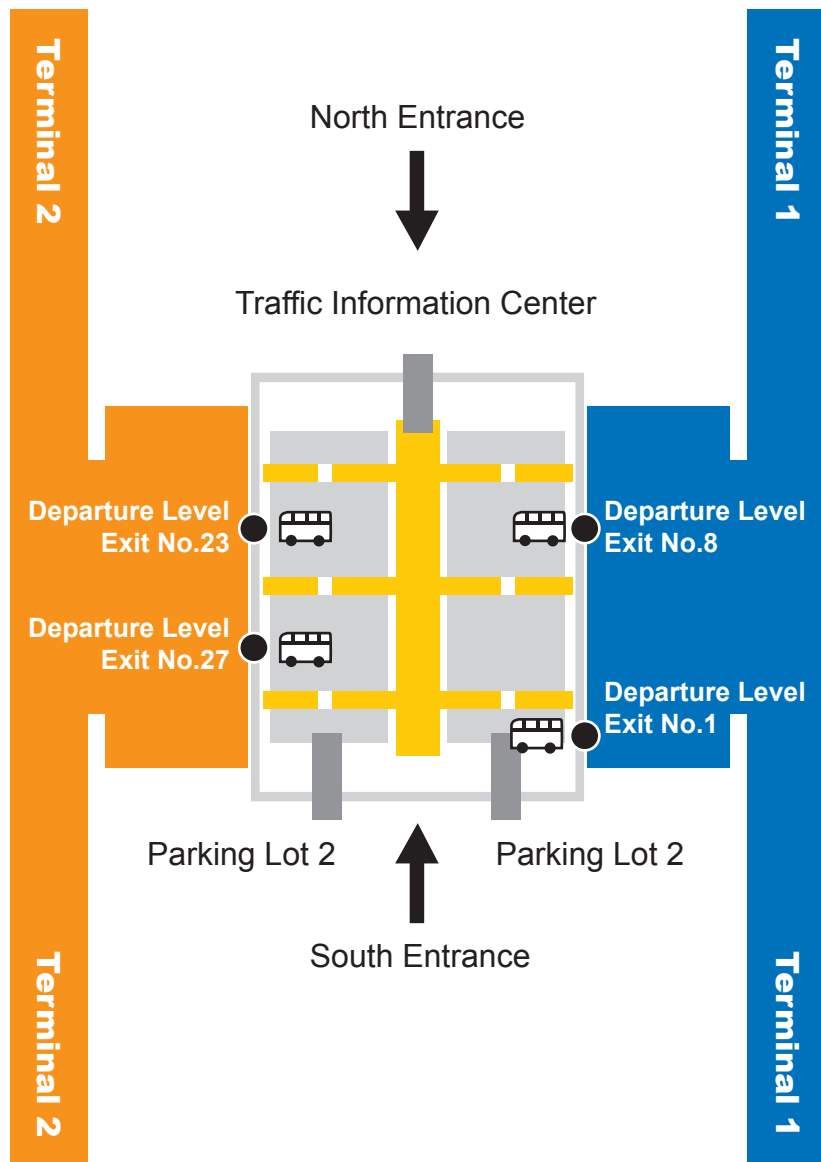 Terminal 2
Terminal 1
North Entrance
Traffic Information Center
Departure Level
Exit No.23
Departure Level
Exit No.8
Departure Level
Exit No.27
Departure Level
Exit No.1
Parking Lot 2
Parking Lot 2
South Entrance
Terminal 2
Terminal 1